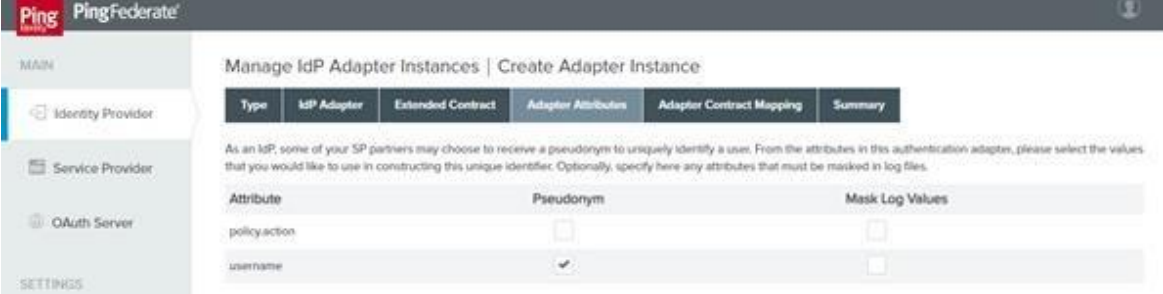 Ping
Identity
PingFederate®
MAIN
Identity Provider
Service Provider
OAuth Server
SETTINGS
Manage IdP Adapter Instances | Create Adapter Instance
Type IdP Adapter Extended Contract Adapter Attributes Adapter Contract Mapping Summary
As an IdP, some of your SP partners may choose to receive a pseudonym to uniquely identify a user. From the attributes in this authentication adapter, please select the values
that you would like to use in constructing this unique identifier. Optionally, specify here any attributes that must be masked in log files.
Attribute Pseudonym Mask Log Values
policy.action
username